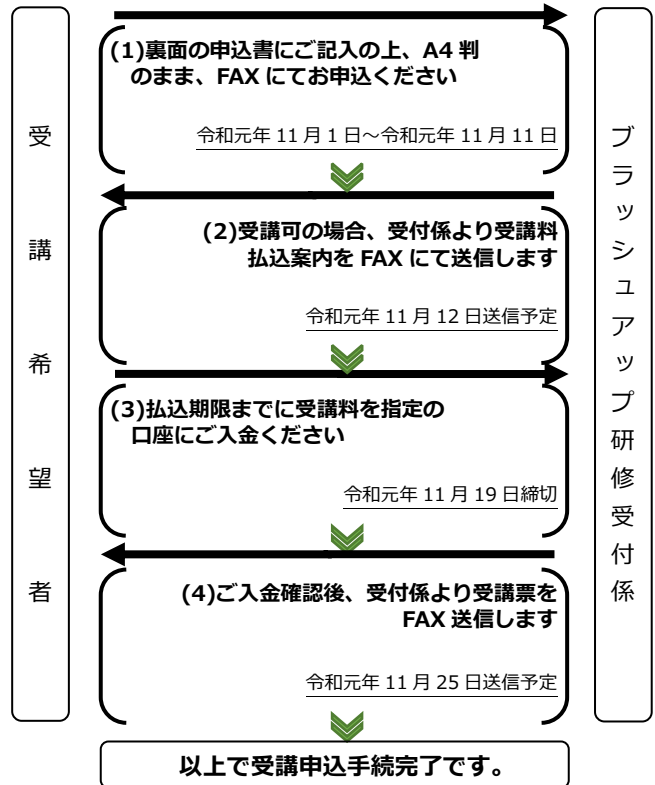 受講希望者
(1)裏面の申込書にご記入の上、A4 判
のまま、FAX にてお申込ください
令和元年 11 月 1 日～令和元年 11 月 11 日
(2)受講可の場合、受付係より受講料
払込案内を FAX にて送信します
令和元年 11 月 12 日送信予定
(3)払込期限までに受講料を指定の
口座にご入金ください
令和元年 11 月 19 日締切
(4)ご入金確認後、受付係より受講票を
FAX 送信します
令和元年 11 月 25 日送信予定
以上で受講申込手続完了です。
ブラッシュアップ研修受付係